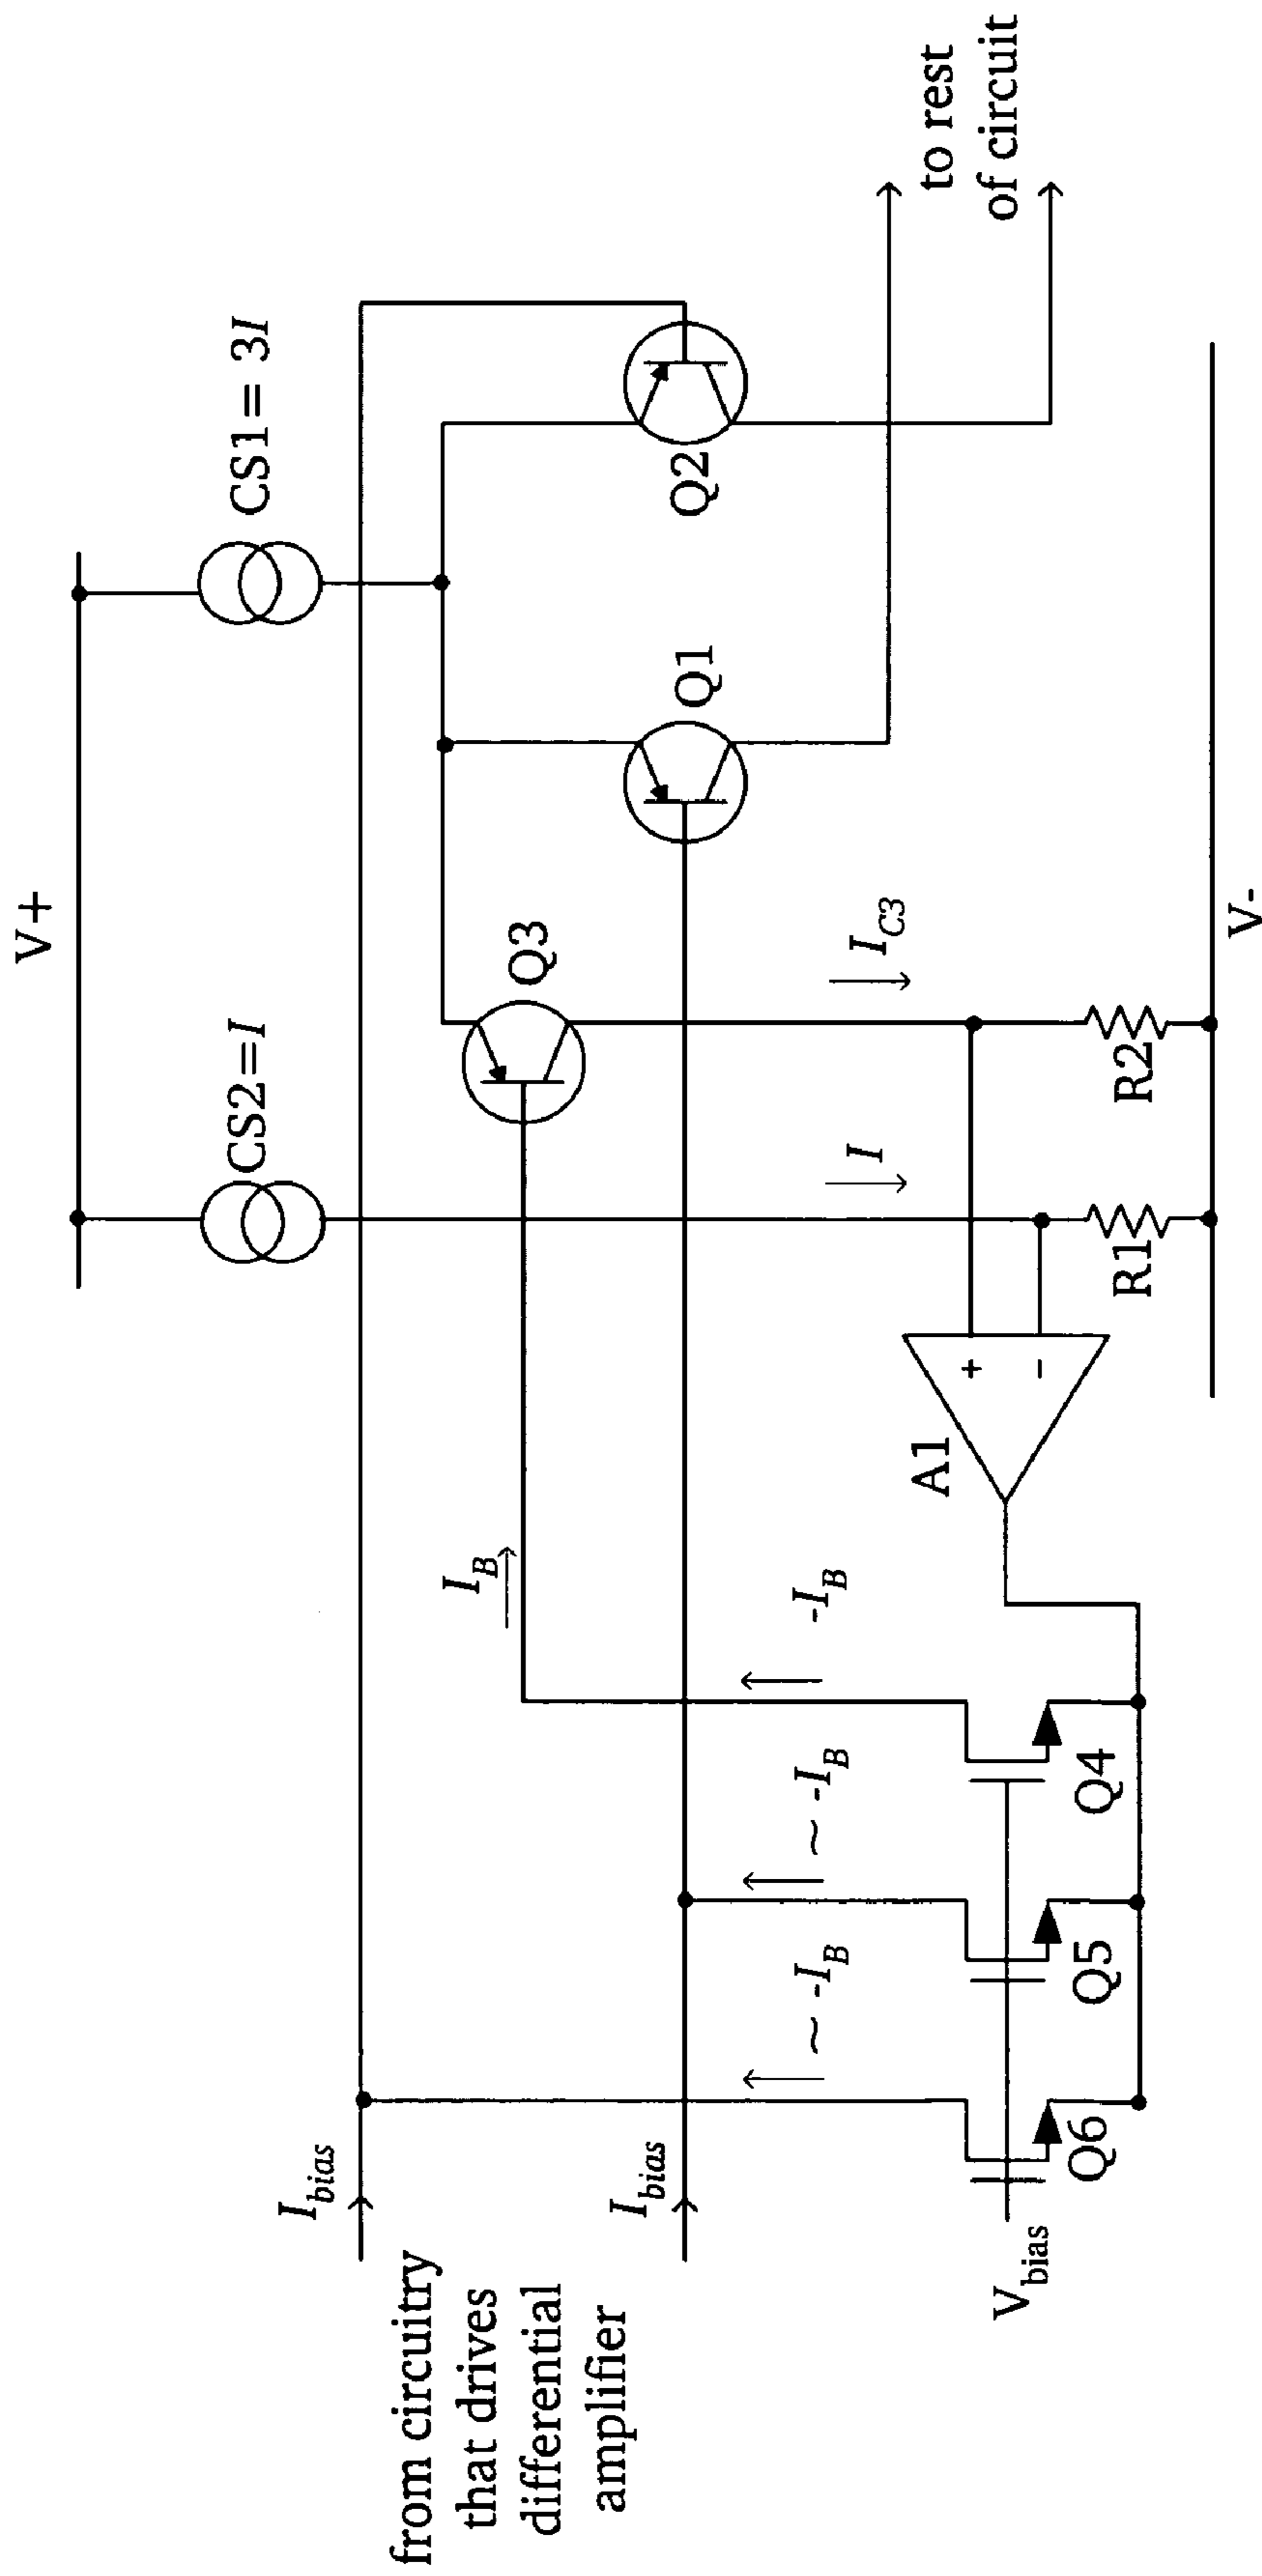 V+
CS2=I
CS1= 3I
Q3
Q1
Q2
I_bias
I_bias
from circuitry
that drives
differential
amplifier
I_B
~ -I_B
~ -I_B
-I_B
I
I_C3
to rest
of circuit
A1
+
-
R1
R2
V_bias
Q6
Q5
Q4
V-